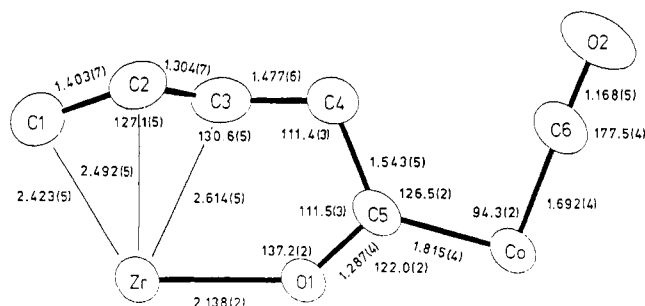 O2
1.403(7)
C2
1.304(7)
C3
1.477(6)
C4
1.168(5)
C1
127.1(5)
130.6(5)
111.4(3)
C6
177.5(4)
2.423(5)
2.492(5)
2.614(5)
1.543(5)
126.5(2)
111.5(3)
C5
94.3(2)
1.692(4)
137.2(2)
1.287(4)
1.815(4)
122.0(2)
Co
Zr
O1
2.138(2)